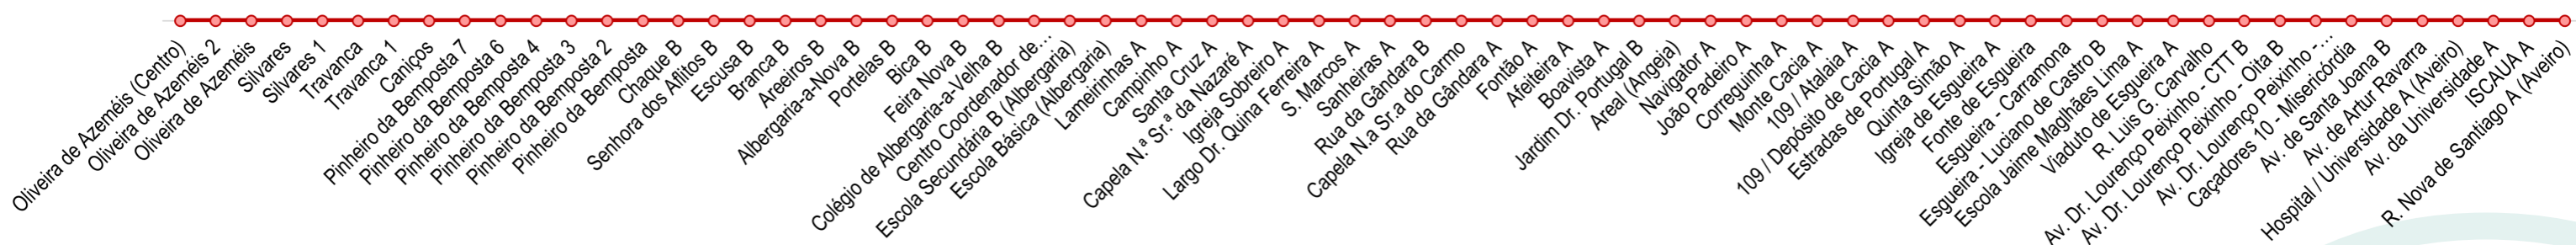 Oliveira de Azeméis (Centro)
Oliveira de Azeméis 2
Oliveira de Azeméis
Silvares
Silvares 1
Travanca
Travanca 1
Caniços
Pinheiro da Bemposta 7
Pinheiro da Bemposta 6
Pinheiro da Bemposta 4
Pinheiro da Bemposta 3
Pinheiro da Bemposta 2
Pinheiro da Bemposta
Chaque B
Senhora dos Aflitos B
Escusa B
Branca B
Areeiros B
Albergaria-a-Nova B
Portelas B
Bica B
Feira Nova B
Colégio de Albergaria-a-Velha B
Centro Coordenador de...
Escola Secundária B (Albergaria)
Escola Básica (Albergaria)
Lameirinhas A
Campinho A
Santa Cruz A
Capela N.ª Sr.ª da Nazaré A
Igreja Sobreiro A
Largo Dr. Quina Ferreira A
S. Marcos A
Sanheiras A
Rua da Gândara B
Capela N.a Sr.a do Carmo
Rua da Gândara A
Fontão A
Afeiteira A
Boavista A
Jardim Dr. Portugal B
Areal (Angeja)
Navigator A
João Padeiro A
Correguinha A
Monte Cacia A
109 / Atalaia A
109 / Depósito de Cacia A
Estradas de Portugal A
Quinta Simão A
Igreja de Esgueira A
Fonte de Esgueira
Esgueira - Carramona
Esgueira - Luciano de Castro B
Escola Jaime Maglhães Lima A
Viaduto de Esgueira A
R. Luis G. Carvalho
Av. Dr. Lourenço Peixinho - CTT B
Av. Dr. Lourenço Peixinho - Oita B
Av. Dr. Lourenço Peixinho -...
Caçadores 10 - Misericórdia
Av. de Santa Joana B
Av. de Artur Ravarra
Hospital / Universidade A (Aveiro)
Av. da Universidade A
ISCAUA A
R. Nova de Santiago A (Aveiro)